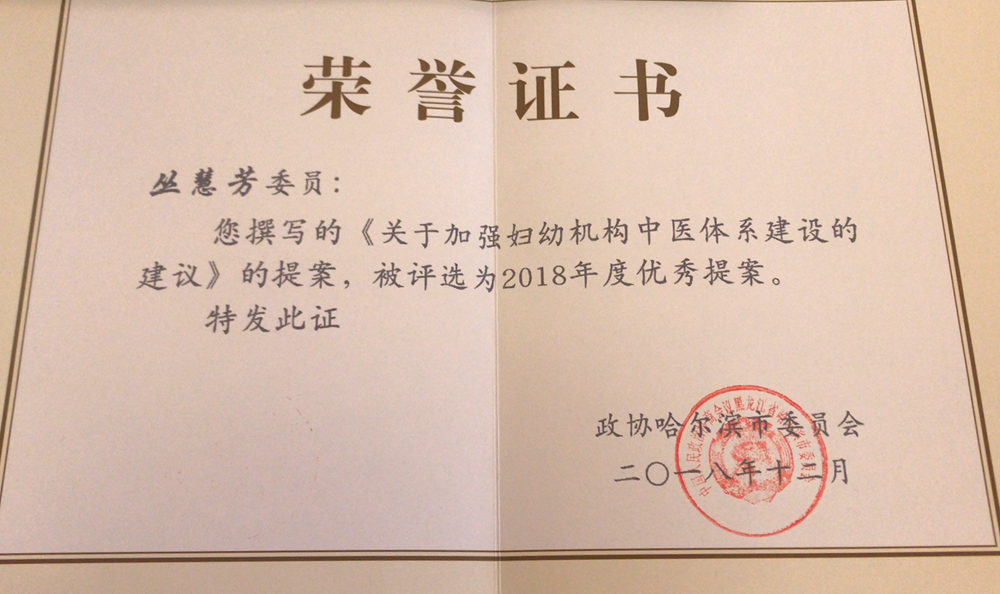 荣誉证书
丛慧芳委员：
您撰写的《关于加强妇幼机构中医体系建设的
建议》的提案，被评选为2018年度优秀提案。
特发此证
政协哈尔滨市委员会
二〇一八年十二月